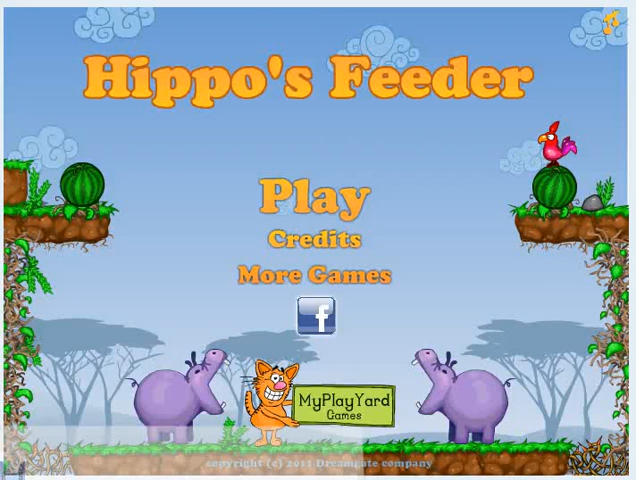 Hippo's Feeder
Play
Credits
More Games
f
MyPlayYard
Games
copyright (c) 2011 Dreamgate company